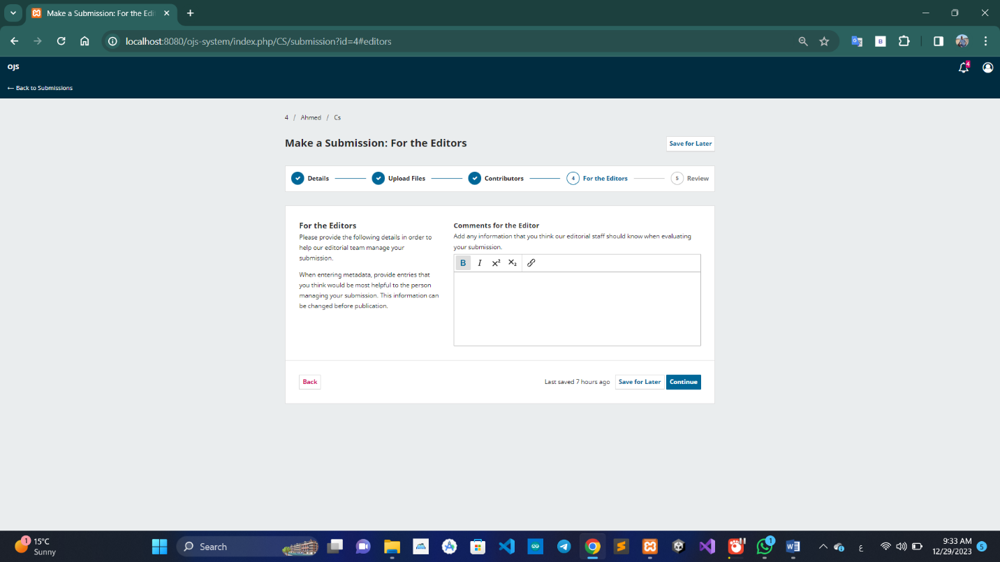 Make a Submission: For the Edi
localhost:8080/ojs-system/index.php/CS/submission?id=4#editors
B
OJS
4
← Back to Submissions
4 / Ahmed / Cs
Make a Submission: For the Editors
Save for Later
Details
Upload Files
Contributors
4 For the Editors
5 Review
For the Editors
Please provide the following details in order to
help our editorial team manage your
submission.
When entering metadata, provide entries that
you think would be most helpful to the person
managing your submission. This information can
be changed before publication.
Comments for the Editor
Add any information that you think our editorial staff should know when evaluating
your submission.
B I X² X₂
Back
Last saved 7 hours ago
Save for Later
Continue
1
15°C
Sunny
Search
1
ع
9:33 AM
12/29/2023
5